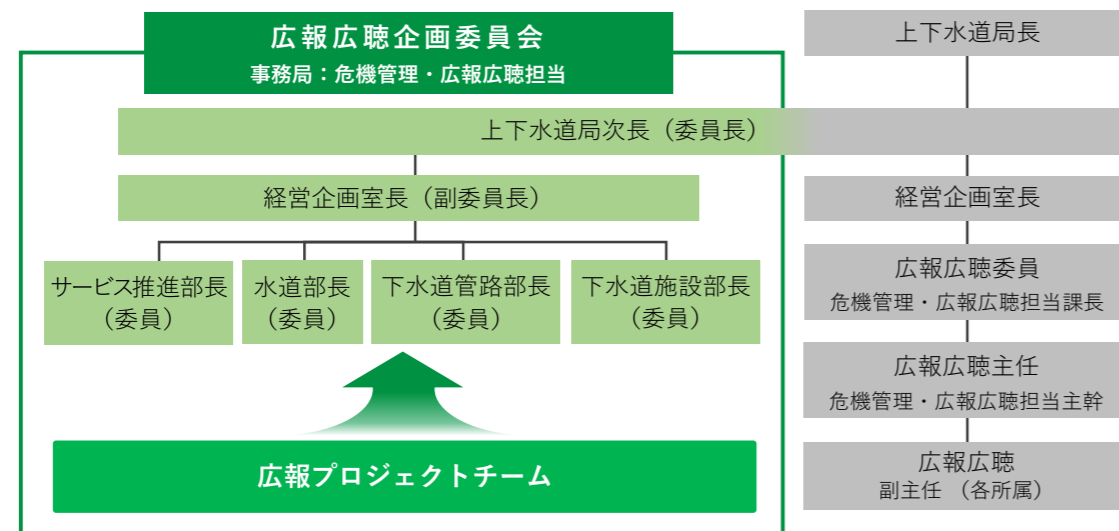 広報広聴企画委員会
事務局：危機管理・広報広聴担当
上下水道局次長（委員長）
経営企画室長（副委員長）
サービス推進部長
（委員）
水道部長
（委員）
下水道管路部長
（委員）
下水道施設部長
（委員）
広報プロジェクトチーム
上下水道局長
経営企画室長
広報広聴委員
危機管理・広報広聴担当課長
広報広聴主任
危機管理・広報広聴担当主幹
広報広聴
副主任 （各所属）